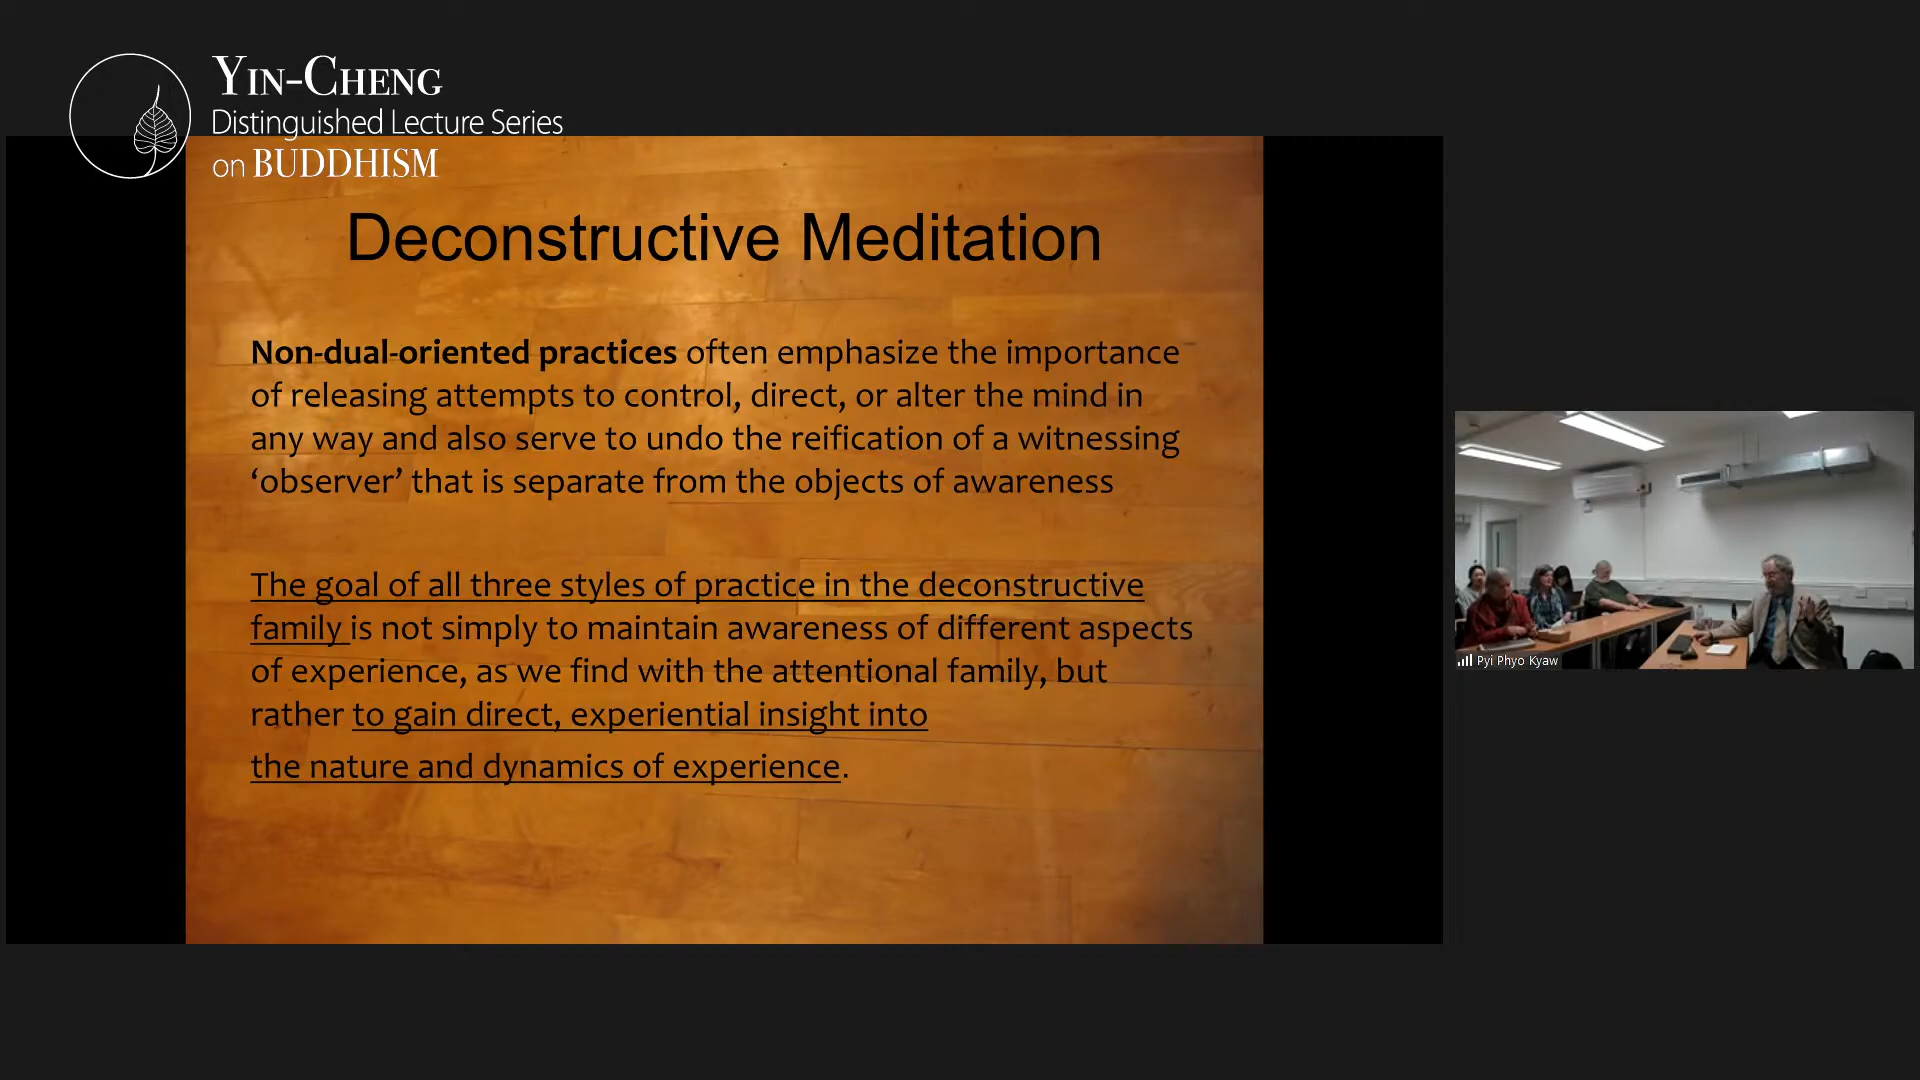 YIN-CHENG
Distinguished Lecture Series
on BUDDHISM
Deconstructive Meditation
Non-dual-oriented practices often emphasize the importance
of releasing attempts to control, direct, or alter the mind in
any way and also serve to undo the reification of a witnessing
‘observer’ that is separate from the objects of awareness
The goal of all three styles of practice in the deconstructive
family is not simply to maintain awareness of different aspects
of experience, as we find with the attentional family, but
rather to gain direct, experiential insight into
the nature and dynamics of experience.
Pyi Phyo Kyaw